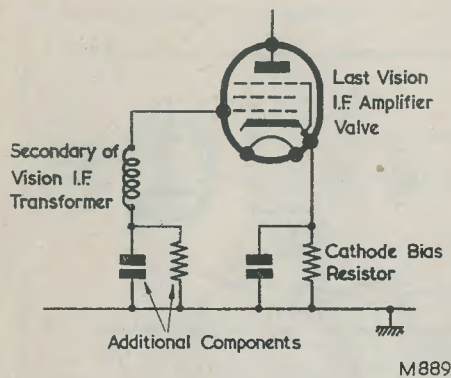 Last Vision
I.F. Amplifier
Valve
Secondary of
Vision I.F.
Transformer
Cathode Bias
Resistor
Additional Components
M889